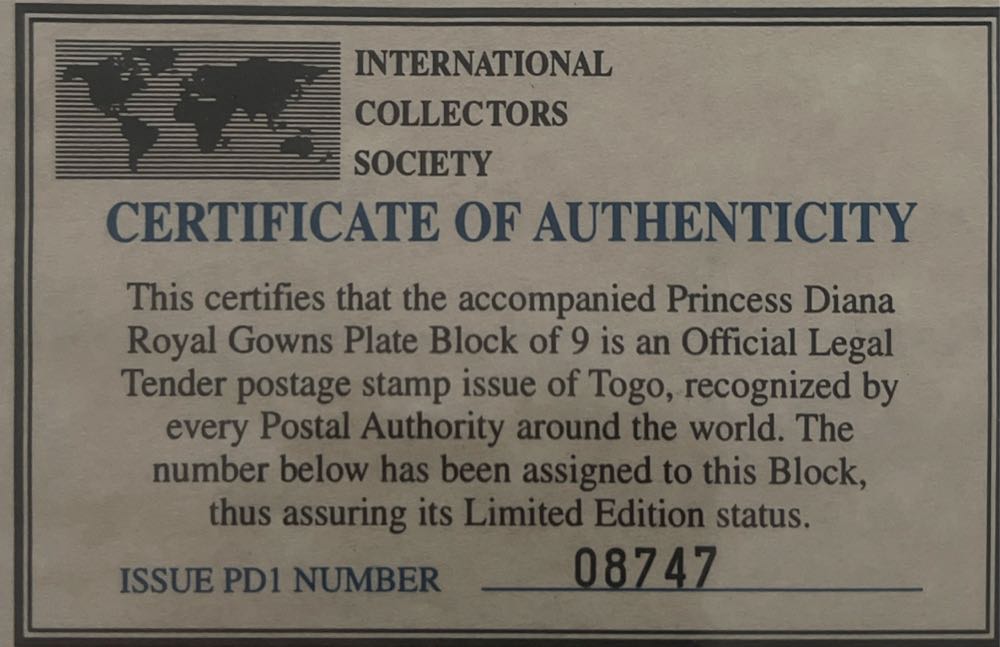 INTERNATIONAL
COLLECTORS
SOCIETY
CERTIFICATE OF AUTHENTICITY
This certifies that the accompanied Princess Diana
Royal Gowns Plate Block of 9 is an Official Legal
Tender postage stamp issue of Togo, recognized by
every Postal Authority around the world. The
number below has been assigned to this Block,
thus assuring its Limited Edition status.
ISSUE PD1 NUMBER 08747